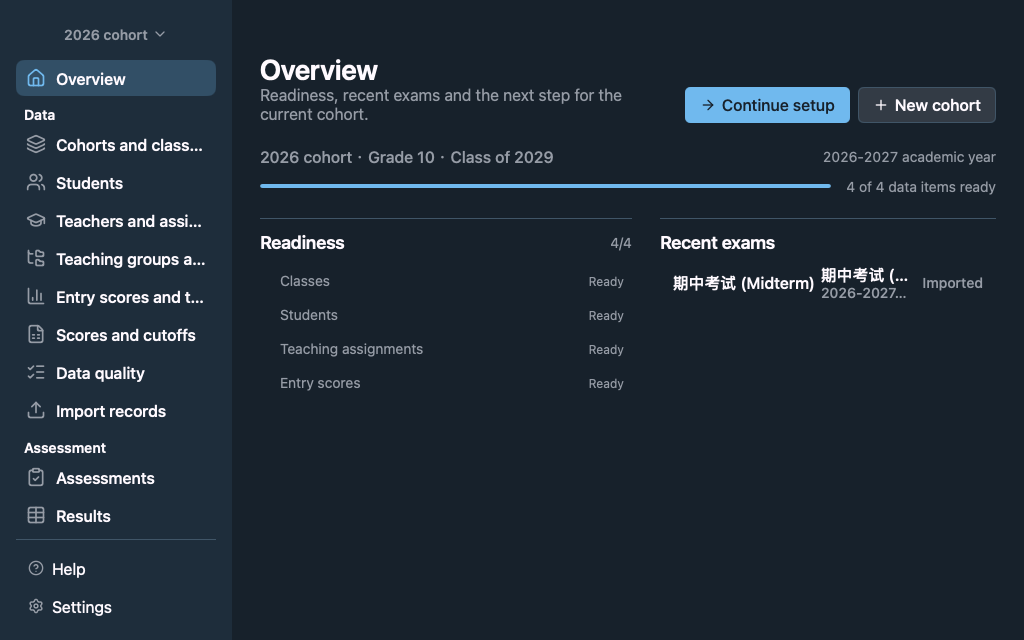 2026 cohort
Overview
Data
Cohorts and class...
Students
Teachers and assi...
Teaching groups a...
Entry scores and t...
Scores and cutoffs
Data quality
Import records
Assessment
Assessments
Results
Help
Settings
Overview
Readiness, recent exams and the next step for the
current cohort.
Continue setup
New cohort
2026 cohort · Grade 10 · Class of 2029
2026-2027 academic year
4 of 4 data items ready
Readiness
4/4
Classes
Ready
Students
Ready
Teaching assignments
Ready
Entry scores
Ready
Recent exams
期中考试 (Midterm)
期中考试 (...
2026-2027...
Imported